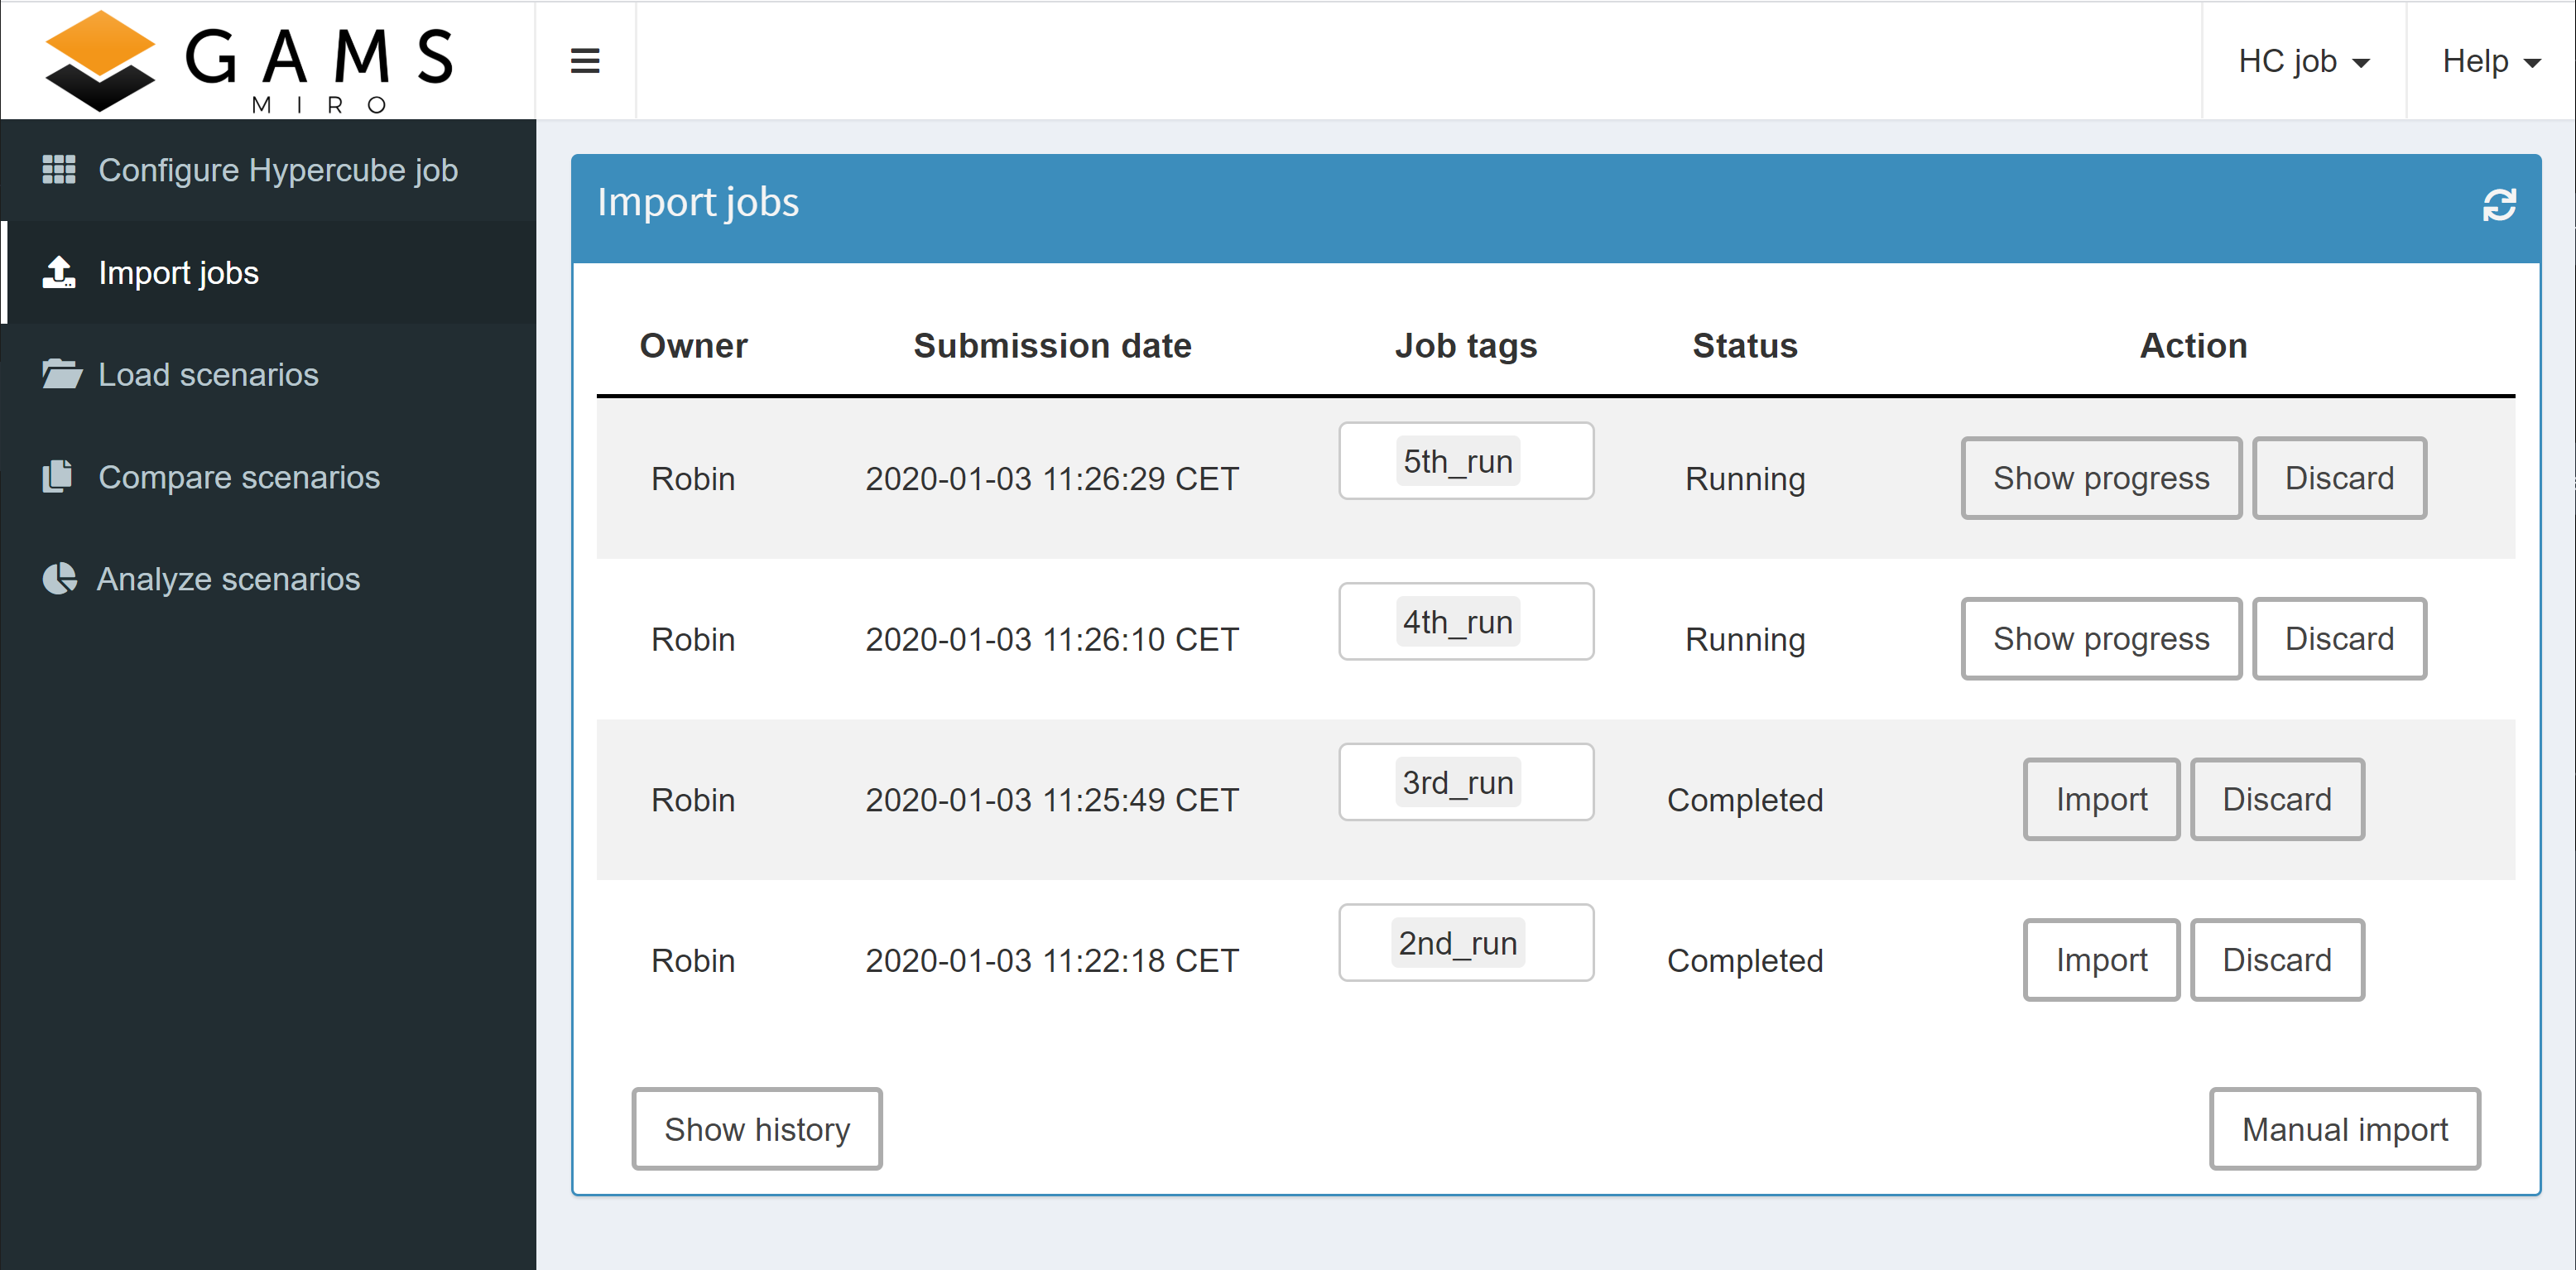 GAMS
MIRO
HC job
Help
Configure Hypercube job
Import jobs
Load scenarios
Compare scenarios
Analyze scenarios
Import jobs
Owner Submission date Job tags Status Action
Robin 2020-01-03 11:26:29 CET 5th_run Running Show progress Discard
Robin 2020-01-03 11:26:10 CET 4th_run Running Show progress Discard
Robin 2020-01-03 11:25:49 CET 3rd_run Completed Import Discard
Robin 2020-01-03 11:22:18 CET 2nd_run Completed Import Discard
Show history Manual import